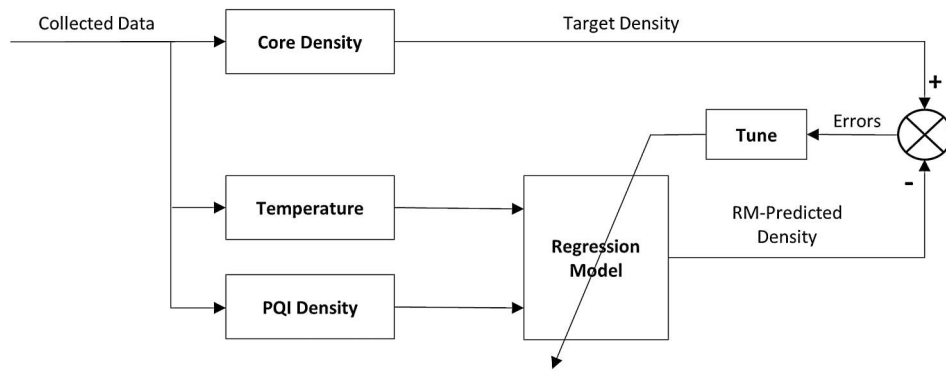 Collected Data
Core Density
Target Density
+
Tune
Errors
-
Temperature
Regression
Model
RM-Predicted
Density
PQI Density